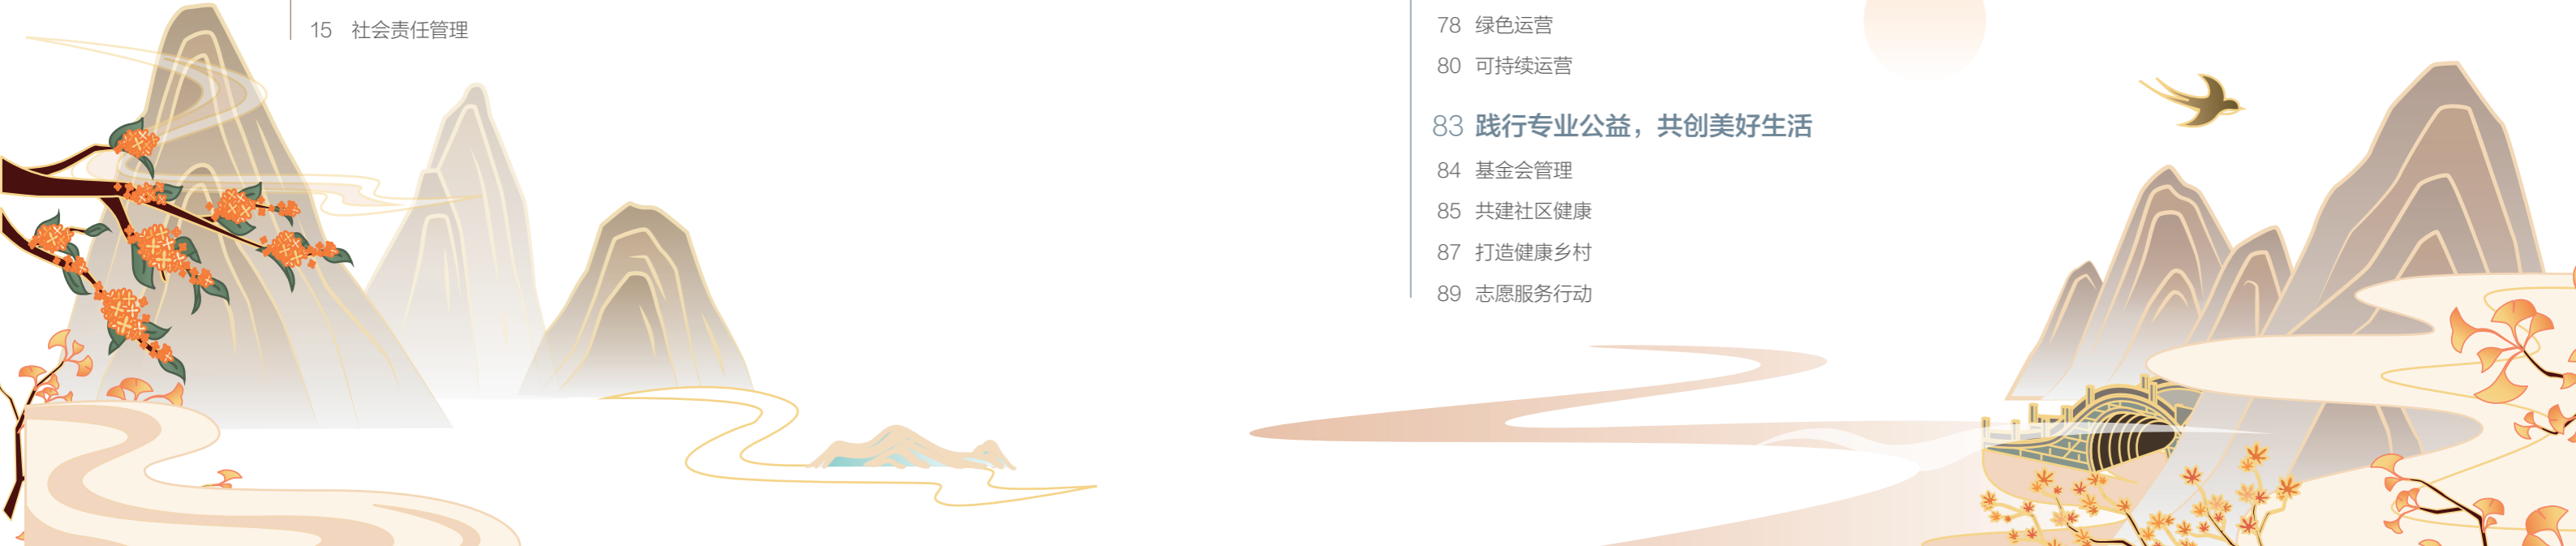 15 社会责任管理
78 绿色运营
80 可持续运营
83 践行专业公益，共创美好生活
84 基金会管理
85 共建社区健康
87 打造健康乡村
89 志愿服务行动